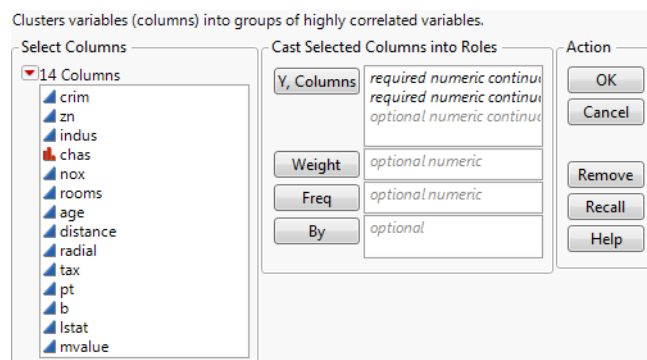 Clusters variables (columns) into groups of highly correlated variables.
Select Columns
14 Columns
crim
zn
indus
chas
nox
rooms
age
distance
radial
tax
pt
b
lstat
mvalue
Cast Selected Columns into Roles
Y, Columns
required numeric continu
required numeric continu
optional numeric continu
Weight
optional numeric
Freq
optional numeric
By
optional
Action
OK
Cancel
Remove
Recall
Help